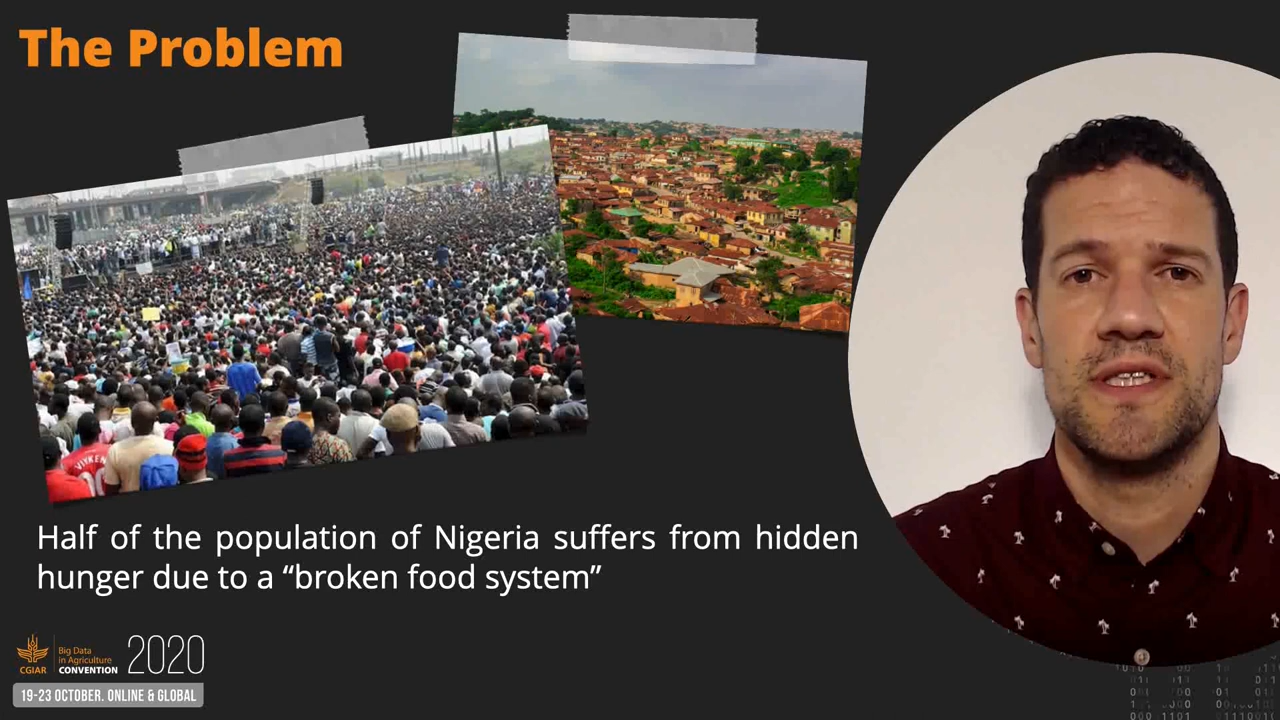 The Problem
VIYKE
Half of the population of Nigeria suffers from hidden
hunger due to a “broken food system”
CGIAR
Big Data
in Agriculture
CONVENTION
2020
19-23 OCTOBER. ONLINE & GLOBAL